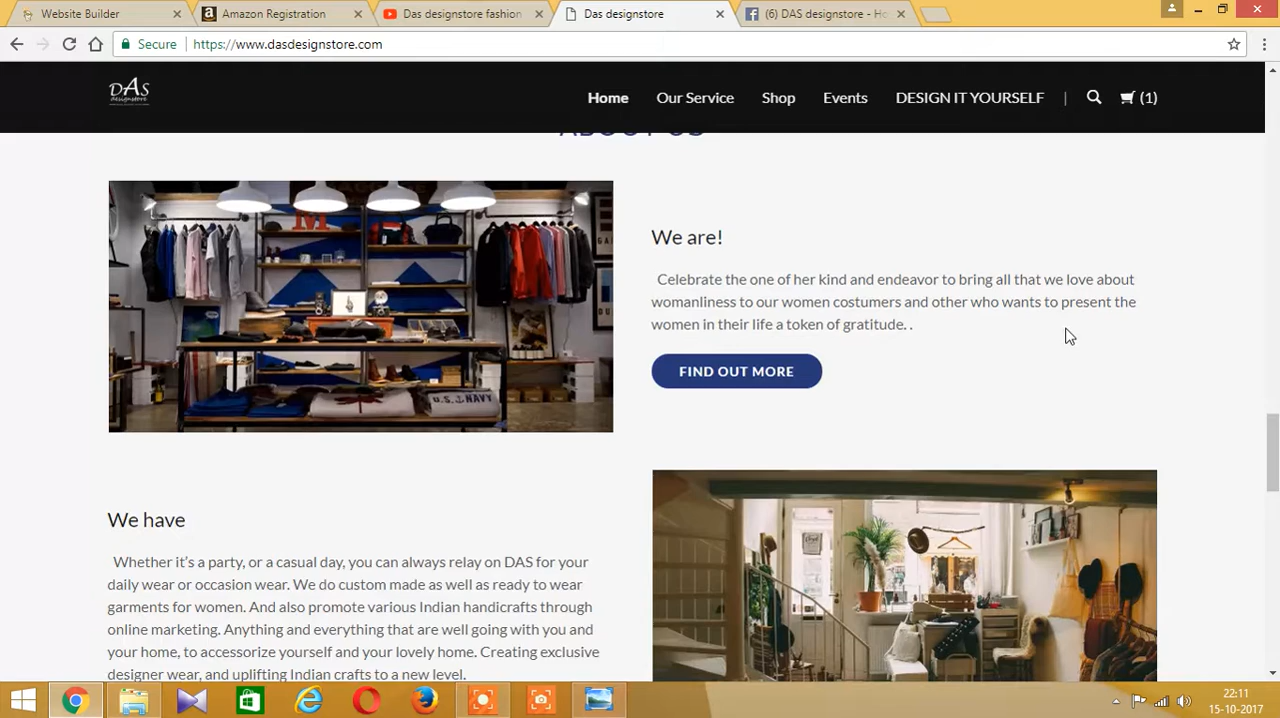 Website Builder
Amazon Registration
Das designstore fashion
Das designstore
(6) DAS designstore - Ho
Secure
https://www.dasdesignstore.com
DAS
designstore
Home
Our Service
Shop
Events
DESIGN IT YOURSELF
|
(1)
ABOUT US
We are!
Celebrate the one of her kind and endeavor to bring all that we love about
womanliness to our women costumers and other who wants to present the
women in their life a token of gratitude. .
FIND OUT MORE
U.S. NAVY
M
We have
Whether it's a party, or a casual day, you can always relay on DAS for your
daily wear or occasion wear. We do custom made as well as ready to wear
garments for women.And also promote various Indian handicrafts through
online marketing. Anything and everything that are well going with you and
your home, to accessorize yourself and your lovely home. Creating exclusive
designer wear, and uplifting Indian crafts to a new level.
22:11
15-10-2017